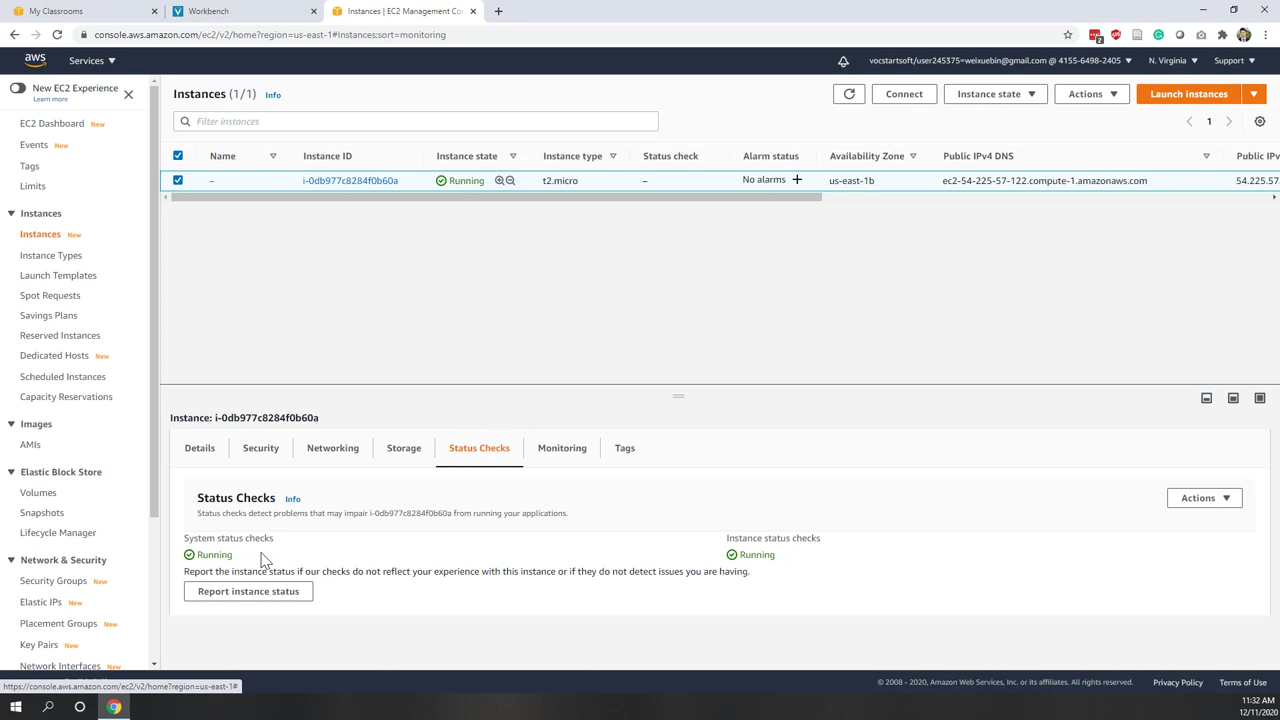 My Classrooms
Workbench
Instances | EC2 Management Co
console.aws.amazon.com/ec2/v2/home?region=us-east-1#Instances:sort=monitoring
2
aws
Services
vocstartsoft/user245375=weixuebin@gmail.com @ 4155-6498-2405
N. Virginia
Support
New EC2 Experience
Learn more
EC2 Dashboard New
Events New
Tags
Limits
Instances
Instances New
Instance Types
Launch Templates
Spot Requests
Savings Plans
Reserved Instances
Dedicated Hosts New
Scheduled Instances
Capacity Reservations
Images
AMIs
Elastic Block Store
Volumes
Snapshots
Lifecycle Manager
Network & Security
Security Groups New
Elastic IPs New
Placement Groups New
Key Pairs New
Network Interfaces New
Instances (1/1) Info
Connect
Instance state
Actions
Launch instances
Filter instances
1
Name Instance ID Instance state Instance type Status check Alarm status Availability Zone Public IPv4 DNS Public IPv
– i-0db977c8284f0b60a Running t2.micro – No alarms + us-east-1b ec2-54-225-57-122.compute-1.amazonaws.com 54.225.57
Instance: i-0db977c8284f0b60a
Details Security Networking Storage Status Checks Monitoring Tags
Status Checks Info
Status checks detect problems that may impair i-0db977c8284f0b60a from running your applications.
Actions
System status checks
Running
Instance status checks
Running
Report the instance status if our checks do not reflect your experience with this instance or if they do not detect issues you are having.
Report instance status
https://console.aws.amazon.com/ec2/v2/home?region=us-east-1#
© 2008 - 2020, Amazon Web Services, Inc. or its affiliates. All rights reserved.
Privacy Policy
Terms of Use
11:32 AM
12/11/2020